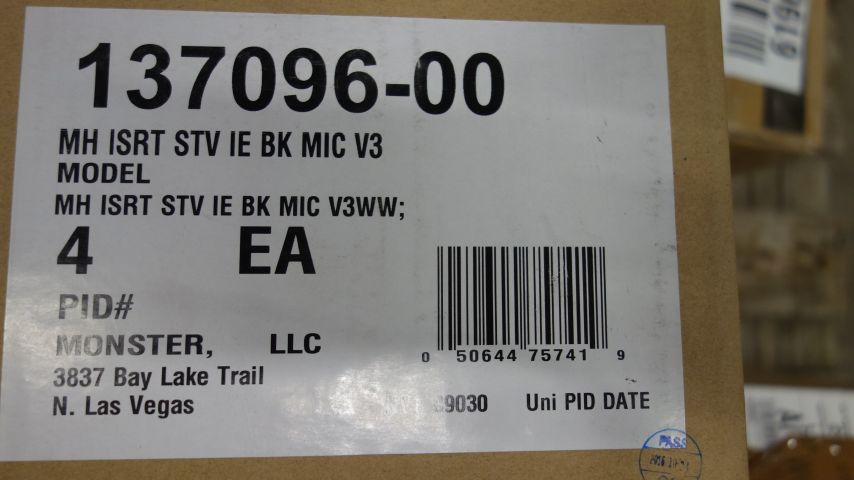 137096-00
MH ISRT STV IE BK MIC V3
MODEL
MH ISRT STV IE BK MIC V3WW;
4 EA
PID#
MONSTER, LLC
3837 Bay Lake Trail
N. Las Vegas 89030 Uni PID DATE
0 50644 75741 9
PASS